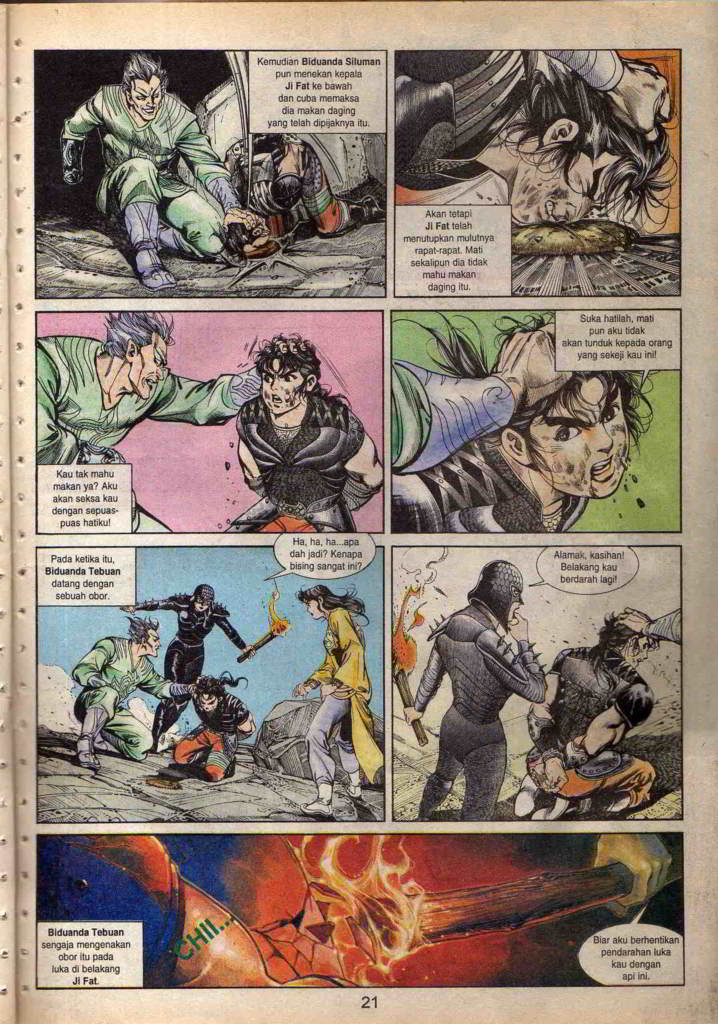 Kemudian Biduanda Siluman
pun menekan kepala
Ji Fat ke bawah
dan cuba memaksa
dia makan daging
yang telah dipijaknya itu.
Akan tetapi
Ji Fat telah
menutupkan mulutnya
rapat-rapat. Mati
sekalipun dia tidak
mahu makan
daging itu.
Kau tak mahu
makan ya? Aku
akan seksa kau
dengan sepuas-
puas hatiku!
Suka hatilah, mati
pun aku tidak
akan tunduk kepada orang
yang sekeji kau ini!
Pada ketika itu,
Biduanda Tebuan
datang dengan
sebuah obor.
Ha, ha, ha...apa
dah jadi? Kenapa
bising sangat ini?
Alamak, kasihan!
Belakang kau
berdarah lagi!
Biduanda Tebuan
sengaja mengenakan
obor itu pada
luka di belakang
Ji Fat.
CHII...
Biar aku berhentikan
pendarahan luka
kau dengan
api ini.
21